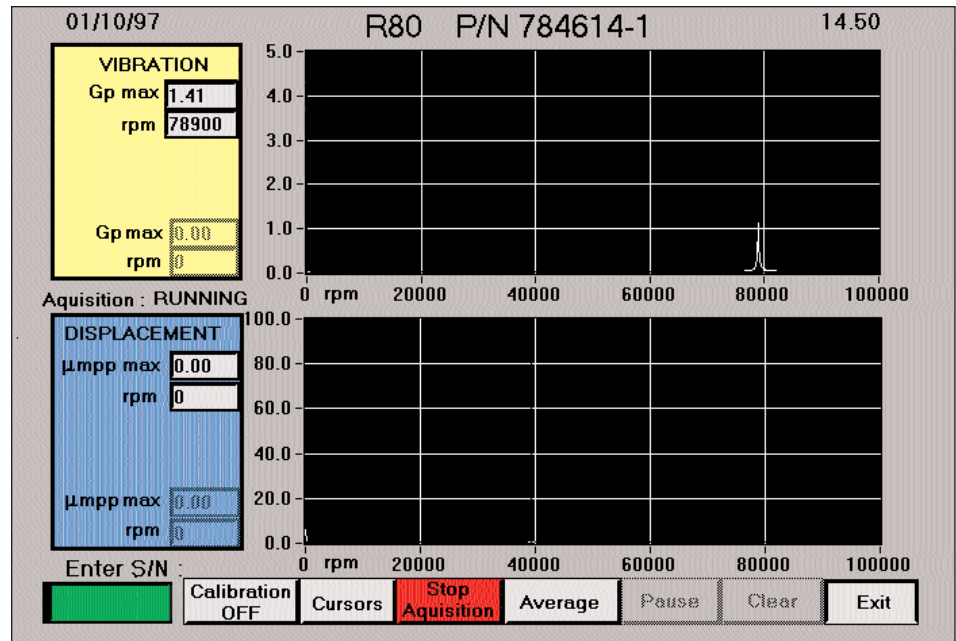 01/10/97 R80 P/N 784614-1 14.50
VIBRATION
Gp max 1.41
rpm 78900
Gp max 0.00
rpm 0
5.0
4.0
3.0
2.0
1.0
0.0
0 rpm 20000 40000 60000 80000 100000
Aquisition : RUNNING
DISPLACEMENT
µmpp max 0.00
rpm 0
µmpp max 0.00
rpm 0
100.0
80.0
60.0
40.0
20.0
0.0
0 rpm 20000 40000 60000 80000 100000
Enter S/N :
Calibration
OFF
Cursors
Stop
Aquisition
Average
Pause
Clear
Exit